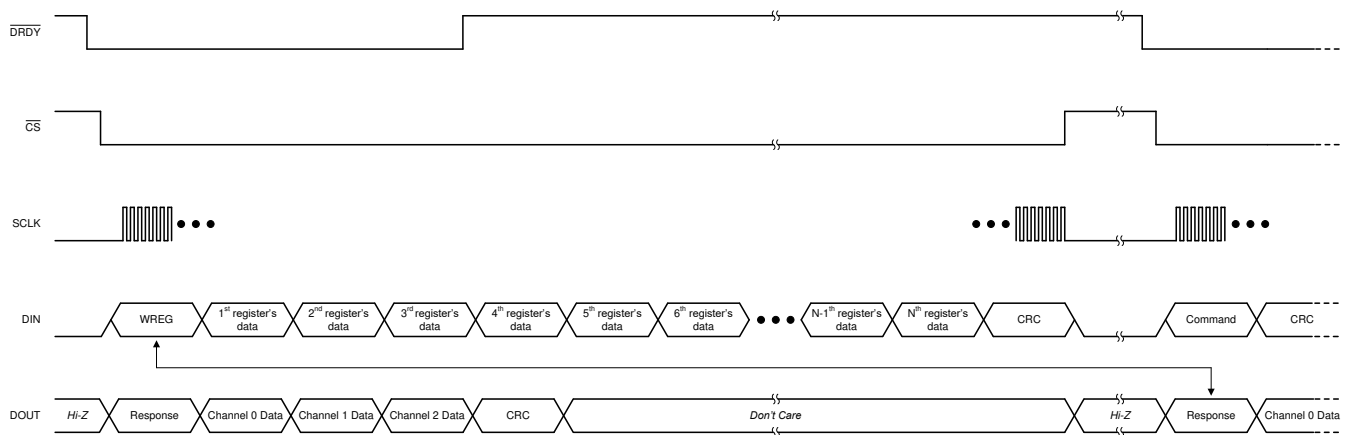 DRDY
CS
SCLK
DIN
WREG
1st register's
data
2nd register's
data
3rd register's
data
4th register's
data
5th register's
data
6th register's
data
N-1th register's
data
Nth register's
data
CRC
Command
CRC
DOUT
Hi-Z
Response
Channel 0 Data
Channel 1 Data
Channel 2 Data
CRC
Don't Care
Hi-Z
Response
Channel 0 Data